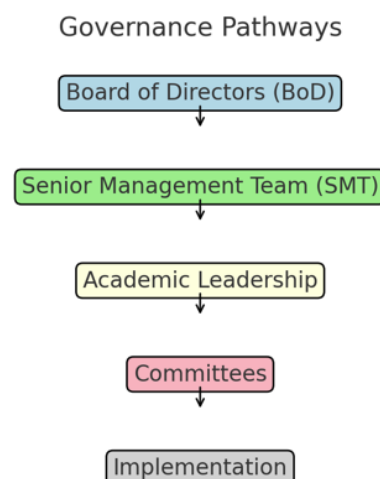 Governance Pathways
Board of Directors (BoD)
Senior Management Team (SMT)
Academic Leadership
Committees
Implementation